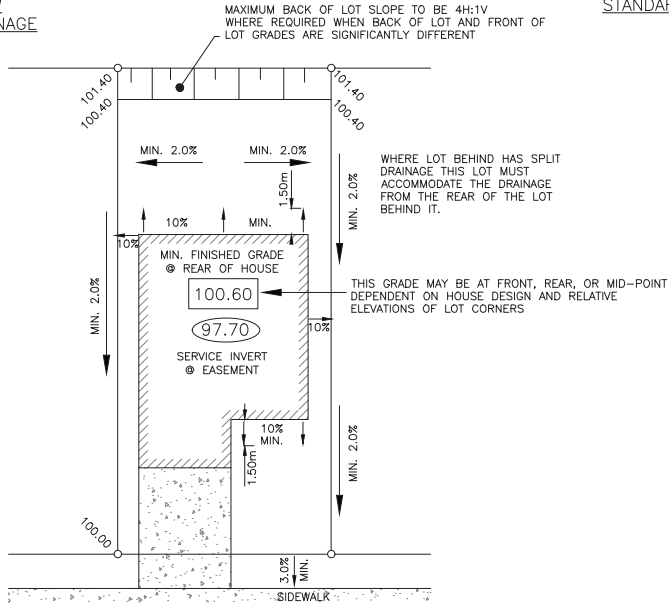 NAGE
STANDAR
MAXIMUM BACK OF LOT SLOPE TO BE 4H:1V
WHERE REQUIRED WHEN BACK OF LOT AND FRONT OF
LOT GRADES ARE SIGNIFICANTLY DIFFERENT
101.40
100.40
101.40
100.40
MIN. 2.0%
MIN. 2.0%
WHERE LOT BEHIND HAS SPLIT
DRAINAGE THIS LOT MUST
ACCOMMODATE THE DRAINAGE
FROM THE REAR OF THE LOT
BEHIND IT.
1.50m
MIN. 2.0%
10%
MIN.
10%
MIN. FINISHED GRADE
@ REAR OF HOUSE
100.60
THIS GRADE MAY BE AT FRONT, REAR, OR MID-POINT
DEPENDENT ON HOUSE DESIGN AND RELATIVE
ELEVATIONS OF LOT CORNERS
MIN. 2.0%
97.70
10%
SERVICE INVERT
@ EASEMENT
10%
MIN.
1.50m
MIN. 2.0%
100.00
3.0%
MIN.
SIDEWALK